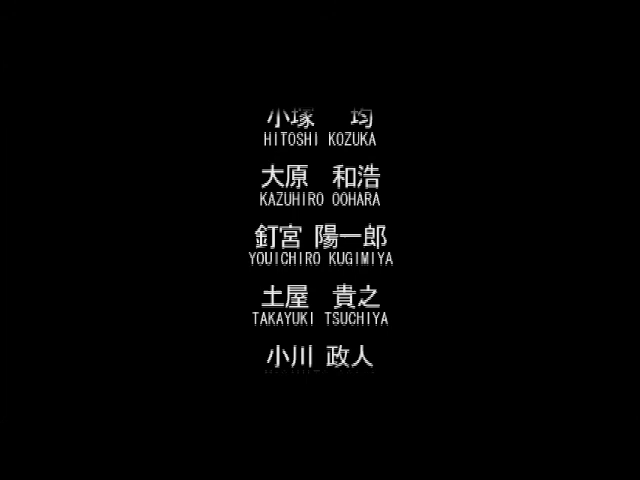 小塚 均
HITOSHI KOZUKA
大原 和浩
KAZUHIRO OOHARA
釘宮 陽一郎
YOUICHIRO KUGIMIYA
土屋 貴之
TAKAYUKI TSUCHIYA
小川 政人